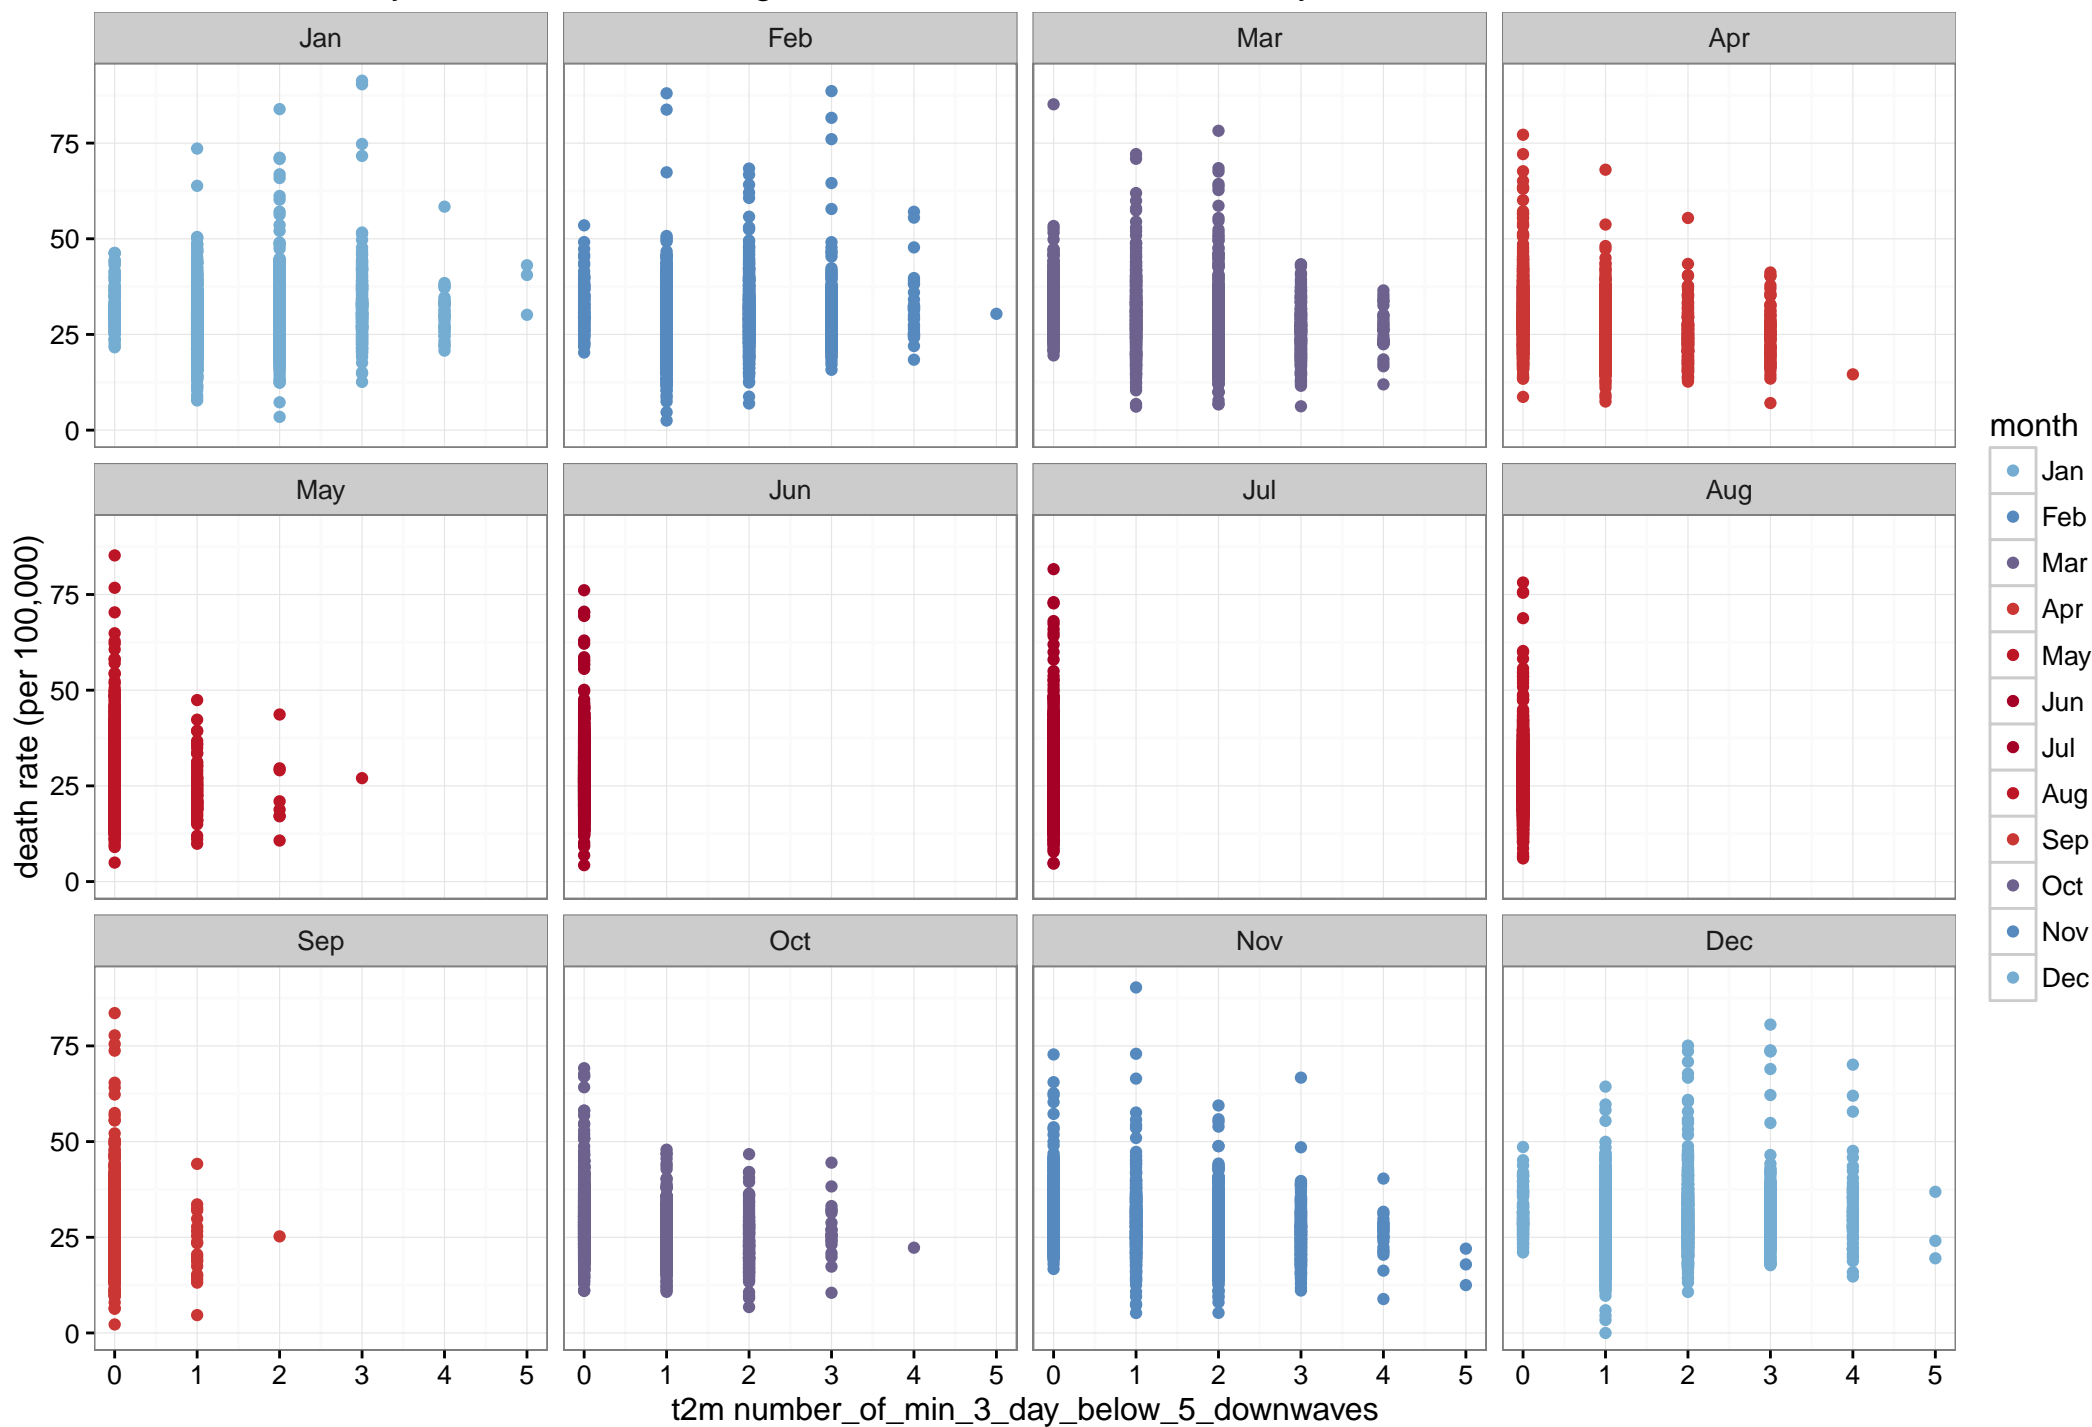 Jan Feb Mar Apr
75
50
25
0
May Jun Jul Aug
75
50
25
0
Sep Oct Nov Dec
75
50
25
0
0 1 2 3 4 5 0 1 2 3 4 5 0 1 2 3 4 5 0 1 2 3 4 5
t2m number_of_min_3_day_below_5_downwaves
death rate (per 100,000)
month
Jan
Feb
Mar
Apr
May
Jun
Jul
Aug
Sep
Oct
Nov
Dec